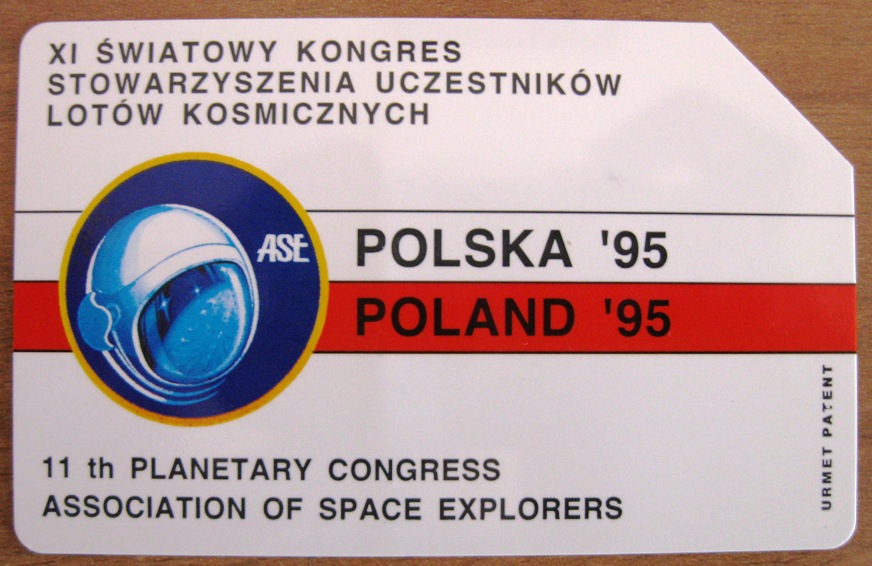 XI ŚWIATOWY KONGRES
STOWARZYSZENIA UCZESTNIKÓW
LOTÓW KOSMICZNYCH
ASE
POLSKA '95
POLAND '95
URMET PATENT
11 th PLANETARY CONGRESS
ASSOCIATION OF SPACE EXPLORERS